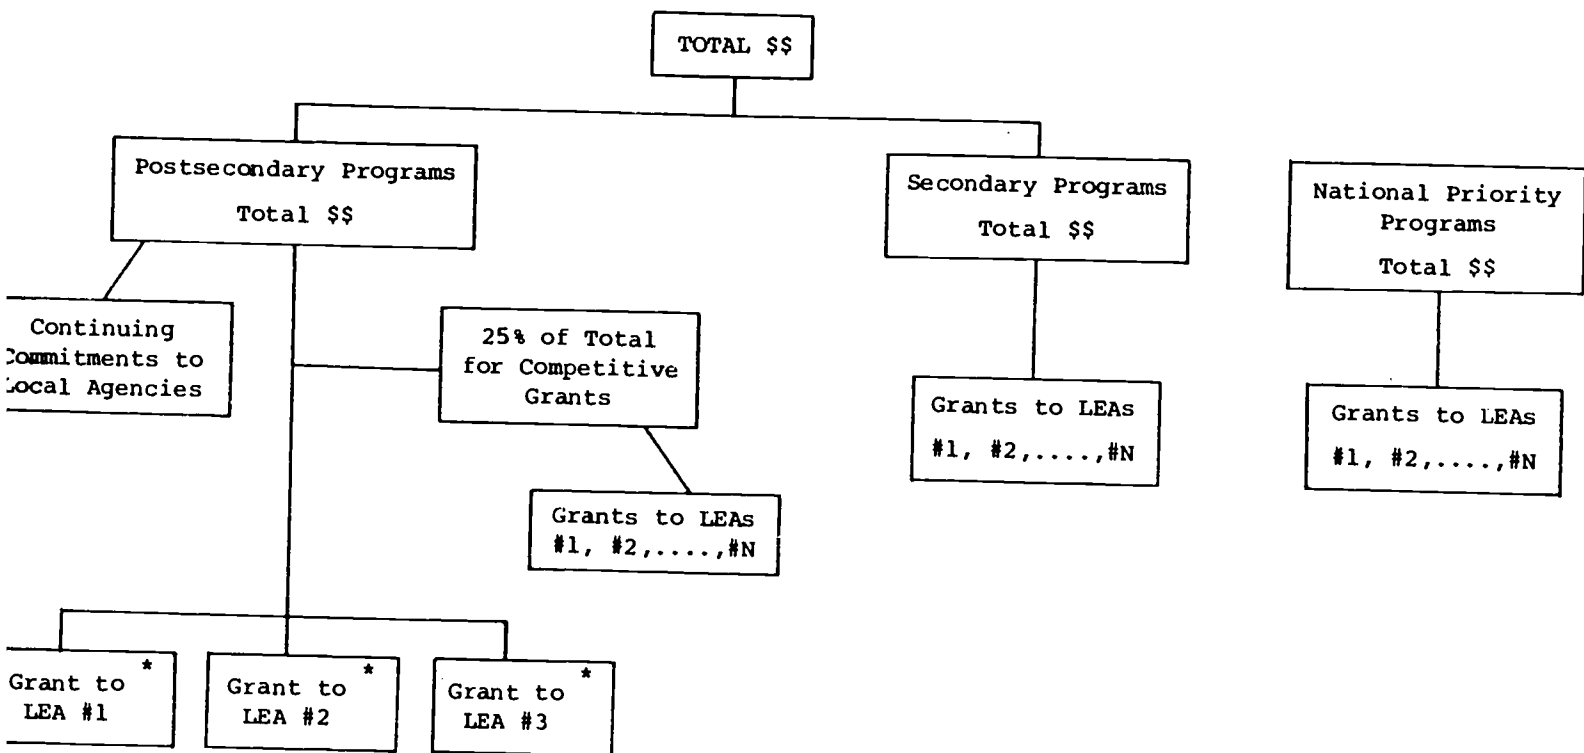 TOTAL $$
Postsecondary Programs
Total $$
Secondary Programs
Total $$
National Priority
Programs
Total $$
Continuing
Commitments to
Local Agencies
25% of Total
for Competitive
Grants
Grants to LEAs
#1, #2,....,#N
Grants to LEAs
#1, #2,....,#N
Grants to LEAs
#1, #2,....,#N
Grant to *
LEA #1
Grant to *
LEA #2
Grant to *
LEA #3